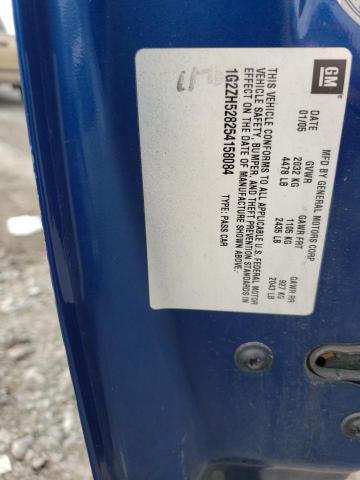 GM
MFD BY GENERAL MOTORS CORP
DATE GVWR GAWR FRT GAWR RR
01/05 2032 KG 1105 KG 927 KG
4478 LB 2435 LB 2043 LB
THIS VEHICLE CONFORMS TO ALL APPLICABLE U.S. FEDERAL MOTOR
VEHICLE SAFETY, BUMPER, AND THEFT PREVENTION STANDARDS IN
EFFECT ON THE DATE OF MANUFACTURE SHOWN ABOVE.
1G2ZH528254158084 TYPE: PASS CAR